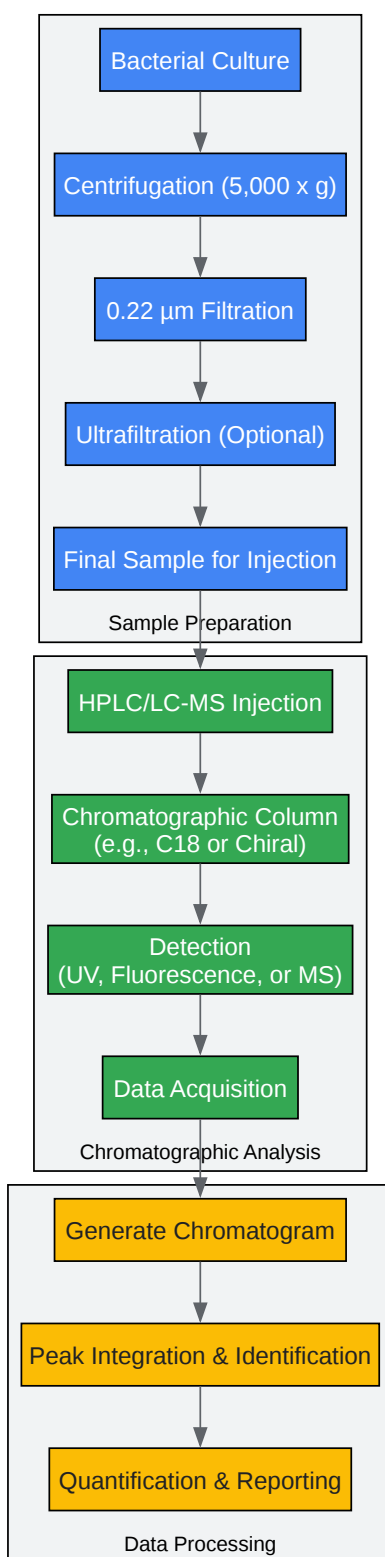 Bacterial Culture
Centrifugation (5,000 x g)
0.22 µm Filtration
Ultrafiltration (Optional)
Final Sample for Injection
Sample Preparation
HPLC/LC-MS Injection
Chromatographic Column
(e.g., C18 or Chiral)
Detection
(UV, Fluorescence, or MS)
Data Acquisition
Chromatographic Analysis
Generate Chromatogram
Peak Integration & Identification
Quantification & Reporting
Data Processing